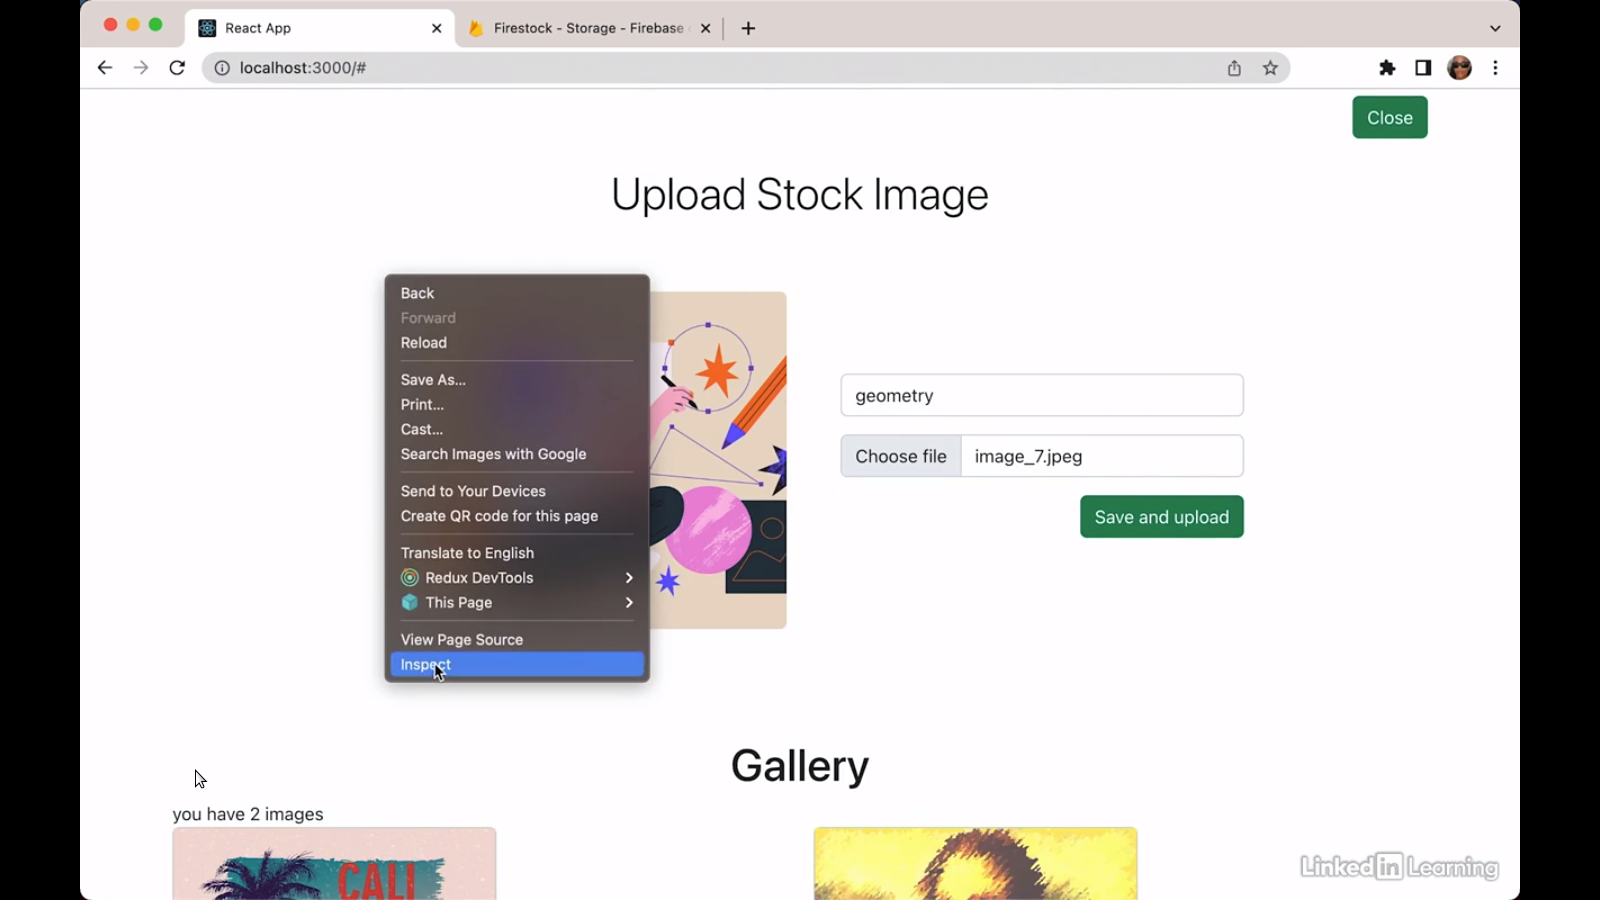 React App
Firestock - Storage - Firebase
localhost:3000/#
Close
Upload Stock Image
Back
Forward
Reload
Save As...
Print...
Cast...
Search Images with Google
Send to Your Devices
Create QR code for this page
Translate to English
Redux DevTools
This Page
View Page Source
Inspect
geometry
Choose file
image_7.jpeg
Save and upload
Gallery
you have 2 images
CALI
Linked in Learning